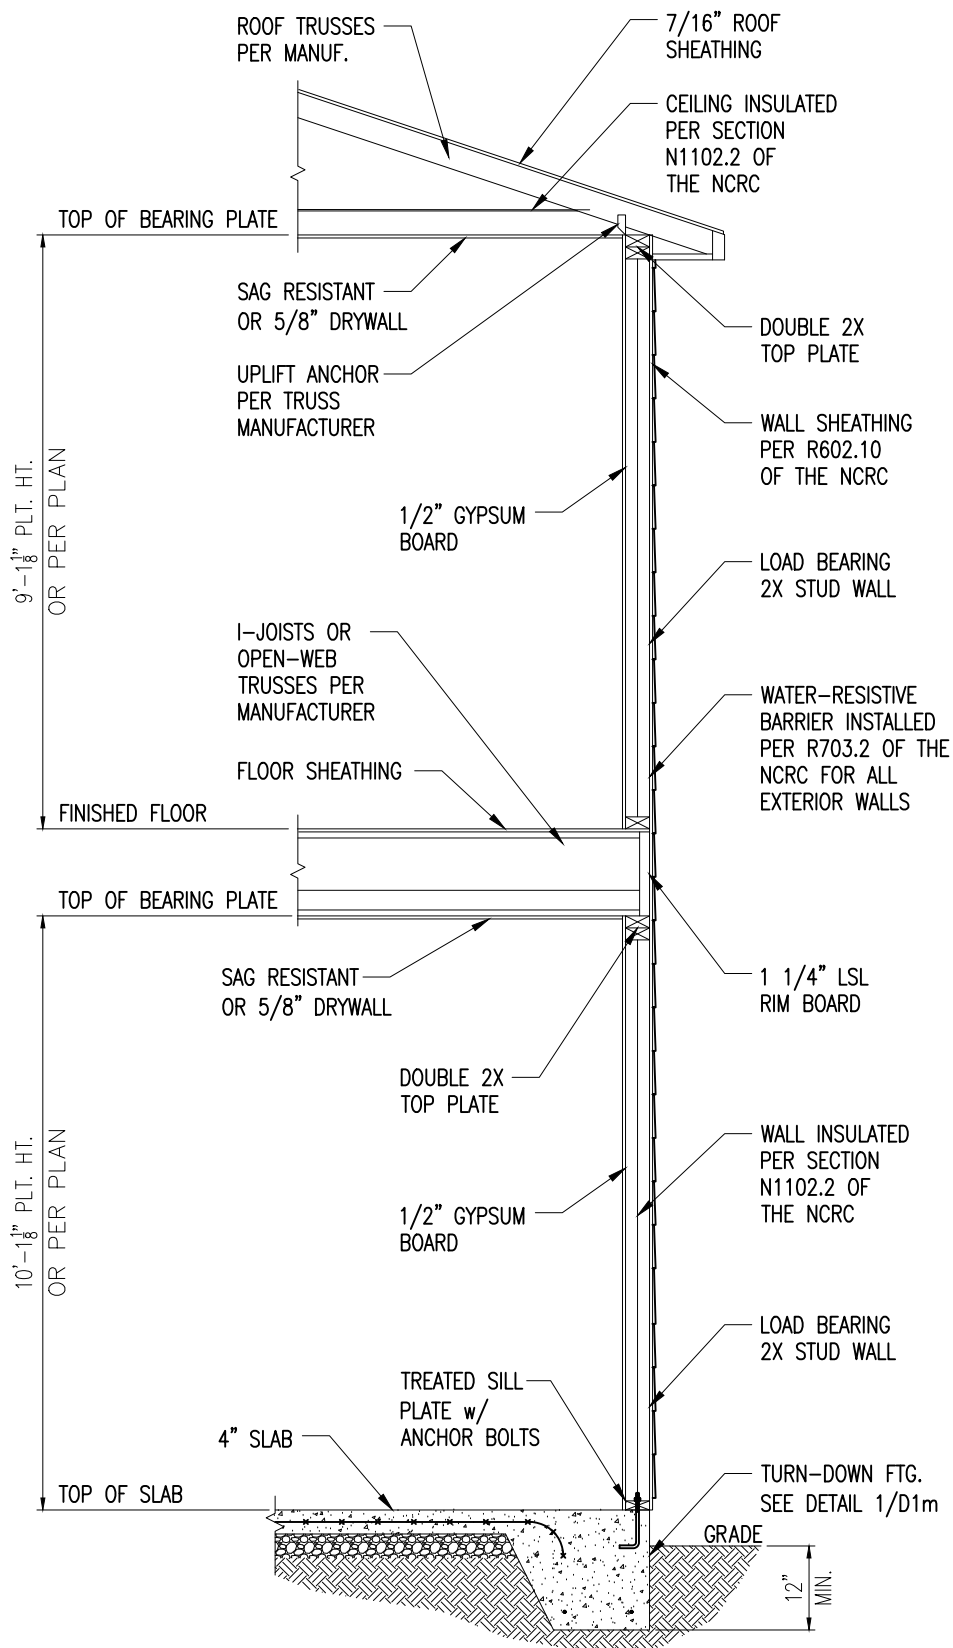 ROOF TRUSSES
PER MANUF.
7/16" ROOF
SHEATHING
CEILING INSULATED
PER SECTION
N1102.2 OF
THE NCRC
TOP OF BEARING PLATE
SAG RESISTANT
OR 5/8" DRYWALL
DOUBLE 2X
TOP PLATE
UPLIFT ANCHOR
PER TRUSS
MANUFACTURER
WALL SHEATHING
PER R602.10
OF THE NCRC
9'-1 1/8" PLT. HT.
OR PER PLAN
1/2" GYPSUM
BOARD
LOAD BEARING
2X STUD WALL
I-JOISTS OR
OPEN-WEB
TRUSSES PER
MANUFACTURER
WATER-RESISTIVE
BARRIER INSTALLED
PER R703.2 OF THE
NCRC FOR ALL
EXTERIOR WALLS
FLOOR SHEATHING
FINISHED FLOOR
TOP OF BEARING PLATE
SAG RESISTANT
OR 5/8" DRYWALL
1 1/4" LSL
RIM BOARD
DOUBLE 2X
TOP PLATE
WALL INSULATED
PER SECTION
N1102.2 OF
THE NCRC
10'-1 1/8" PLT. HT.
OR PER PLAN
1/2" GYPSUM
BOARD
LOAD BEARING
2X STUD WALL
TREATED SILL
PLATE w/
ANCHOR BOLTS
4" SLAB
TOP OF SLAB
TURN-DOWN FTG.
SEE DETAIL 1/D1m
GRADE
12"
MIN.